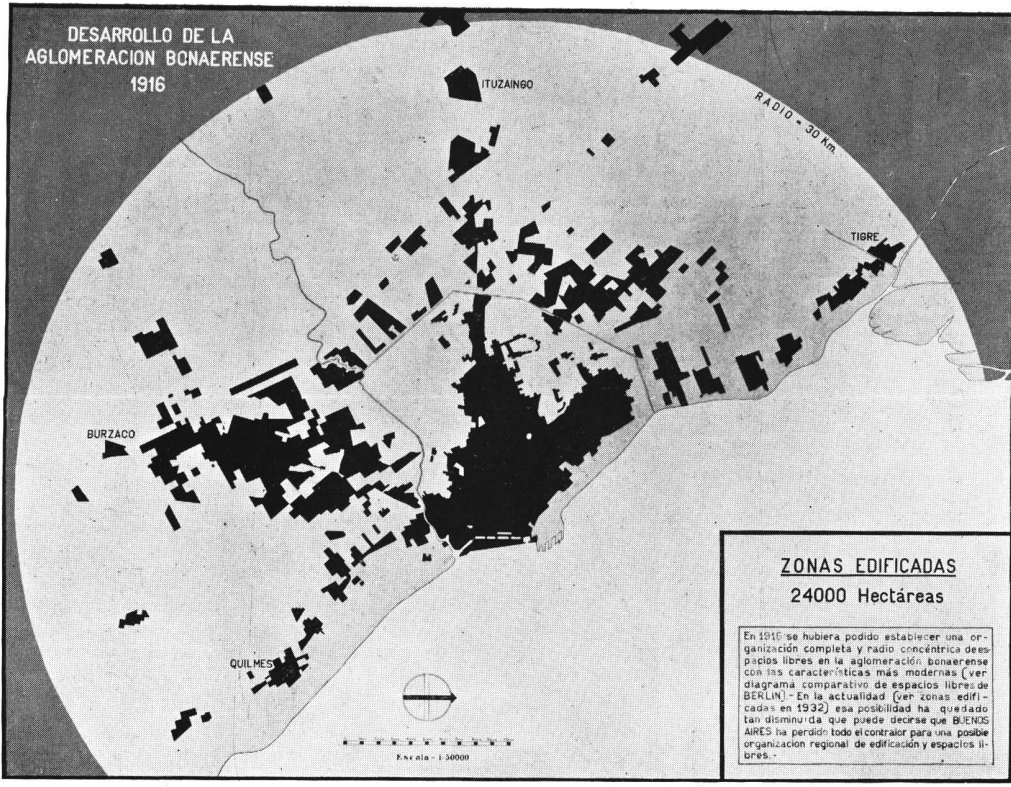 DESARROLLO DE LA
AGLOMERACION BONAERENSE
1916
ITUZAINGO
RADIO = 30 Km.
TIGRE
BURZACO
QUILMES
Escala - 1:50000
ZONAS EDIFICADAS
24000 Hectáreas
En 1916 se hubiera podido establecer una or-
ganización completa y radio concéntrica de es-
pacios libres en la aglomeración bonaerense
con las características más modernas (ver
diagrama comparativo de espacios libres de
BERLIN).- En la actualidad (ver zonas edifi-
cadas en 1932) esa posibilidad ha quedado
tan disminuida que puede decirse que BUENOS
AIRES ha perdido todo el contralor para una posible
organizacion regional de edificación y espacios li-
bres.-